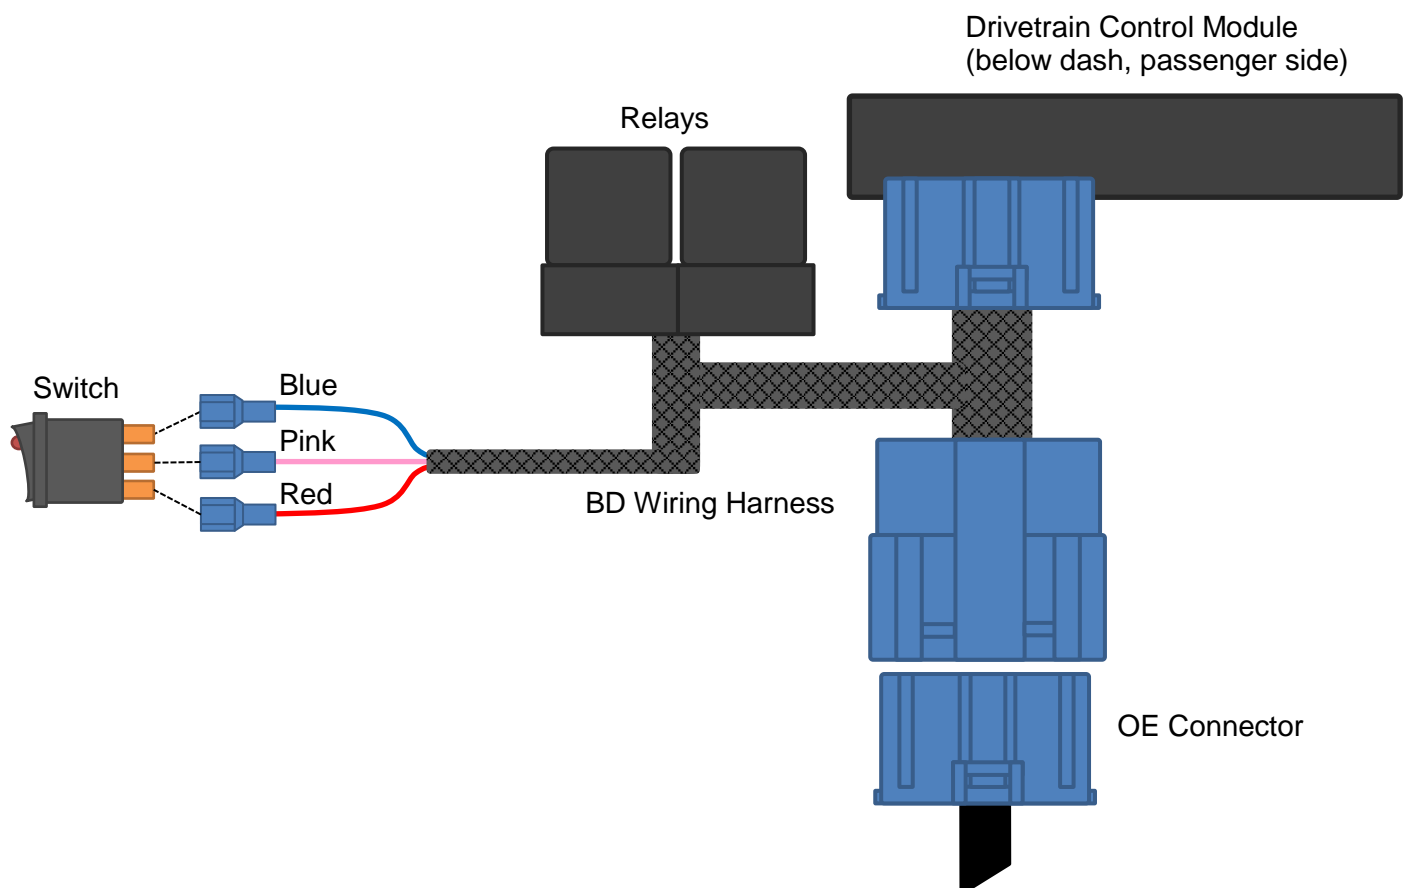 Drivetrain Control Module
(below dash, passenger side)
Relays
Switch
Blue
Pink
Red
BD Wiring Harness
OE Connector